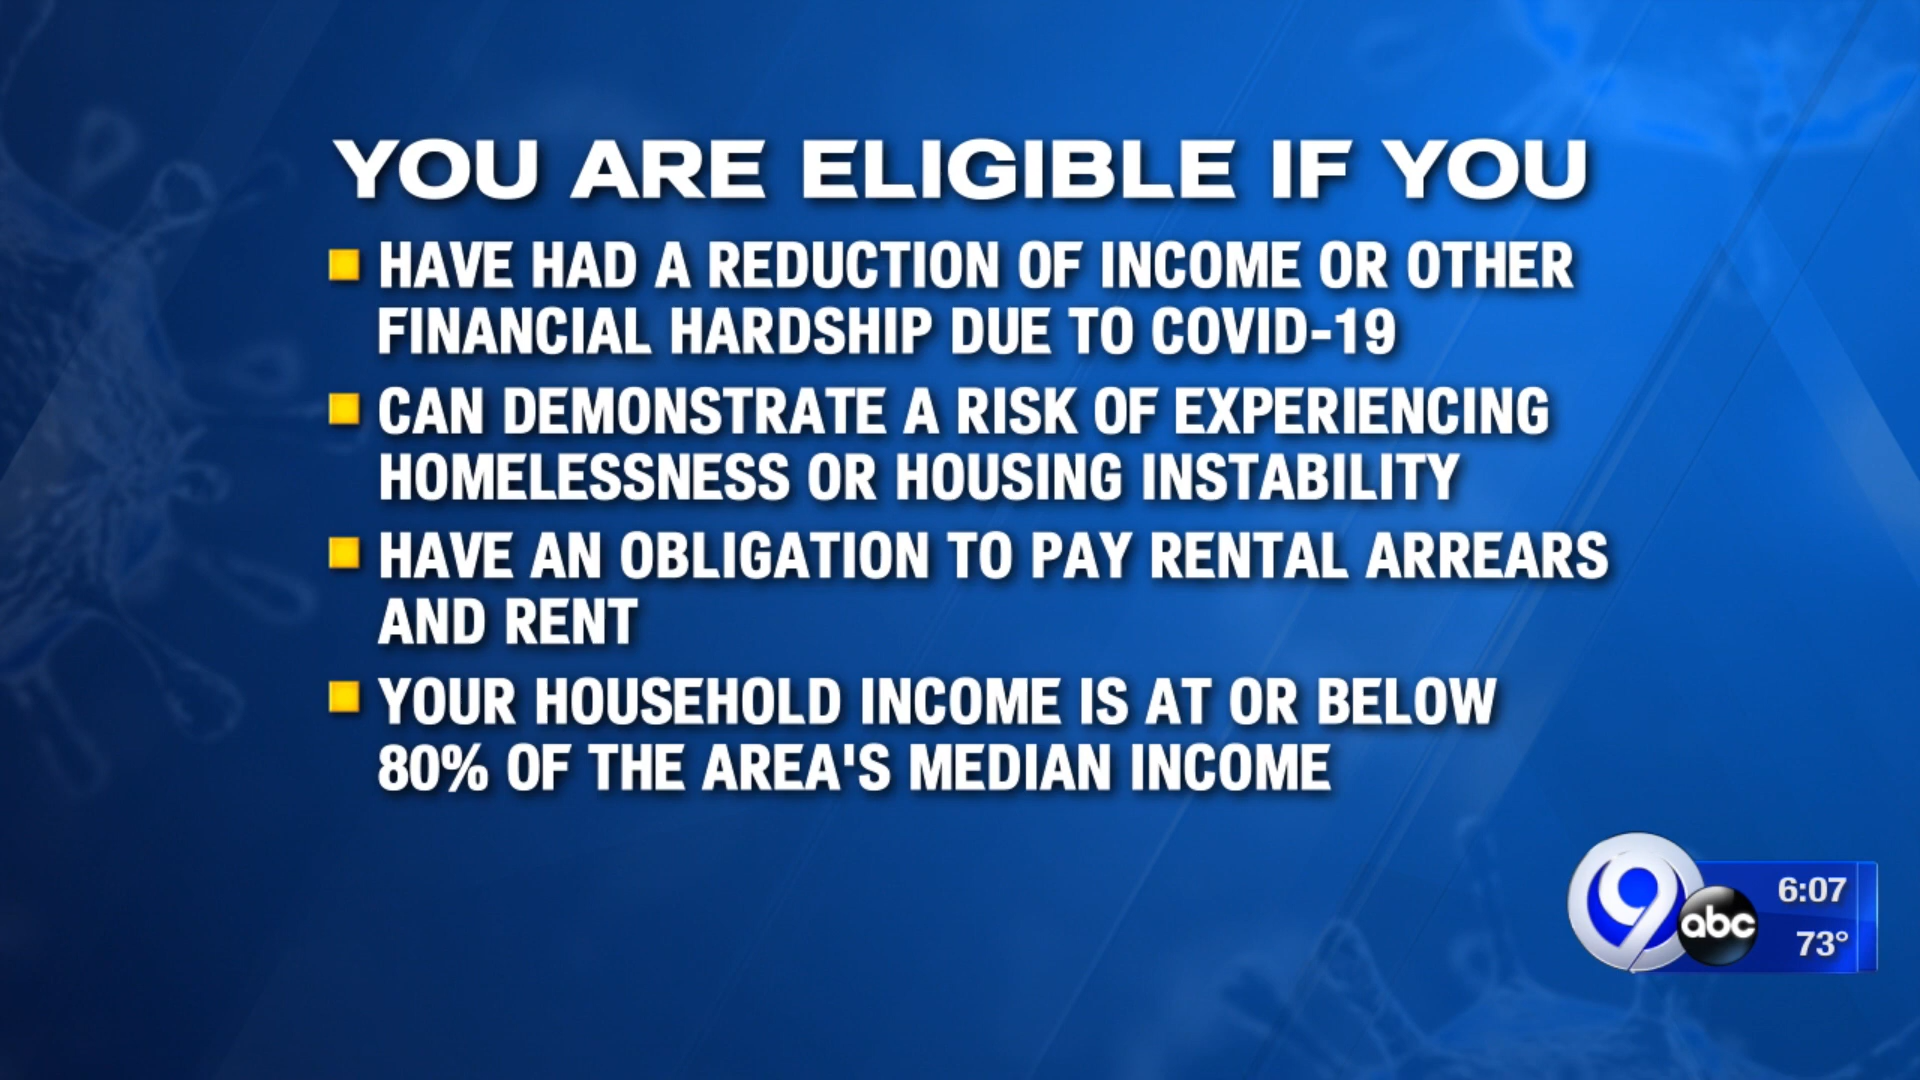 YOU ARE ELIGIBLE IF YOU
HAVE HAD A REDUCTION OF INCOME OR OTHER
FINANCIAL HARDSHIP DUE TO COVID-19
CAN DEMONSTRATE A RISK OF EXPERIENCING
HOMELESSNESS OR HOUSING INSTABILITY
HAVE AN OBLIGATION TO PAY RENTAL ARREARS
AND RENT
YOUR HOUSEHOLD INCOME IS AT OR BELOW
80% OF THE AREA'S MEDIAN INCOME
9
abc
6:07
73°